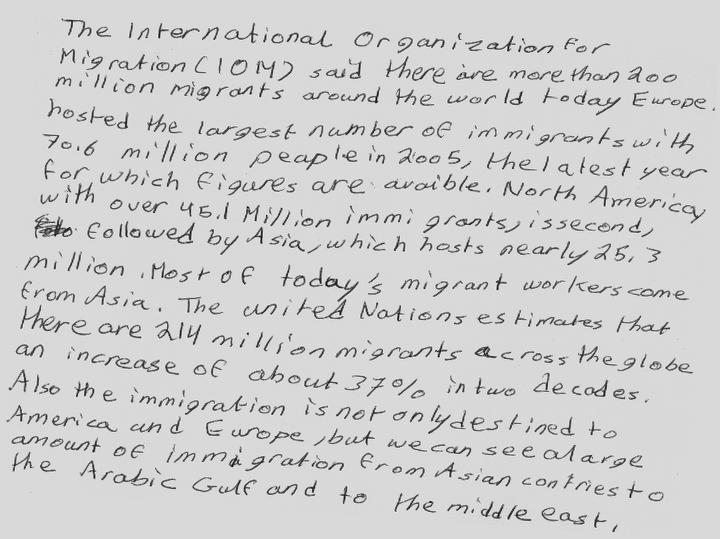 The International Organization for
Migration (IOM) said there are more than 200
million migrants around the world today Europe.
hosted the largest number of immigrants with
70.6 million peaple in 2005, the latest year
for which figures are avaible. North America,
with over 45.1 Million immigrants, is second,
followed by Asia, which hosts nearly 25.3
million. Most of today's migrant workers come
from Asia. The united Nations estimates that
there are 214 million migrants across the globe
an increase of about 37% in two decades.
Also the immigration is not only destined to
America and Europe, but we can see a large
amount of immigration from Asian contries to
the Arabic Gulf and to the middle east.